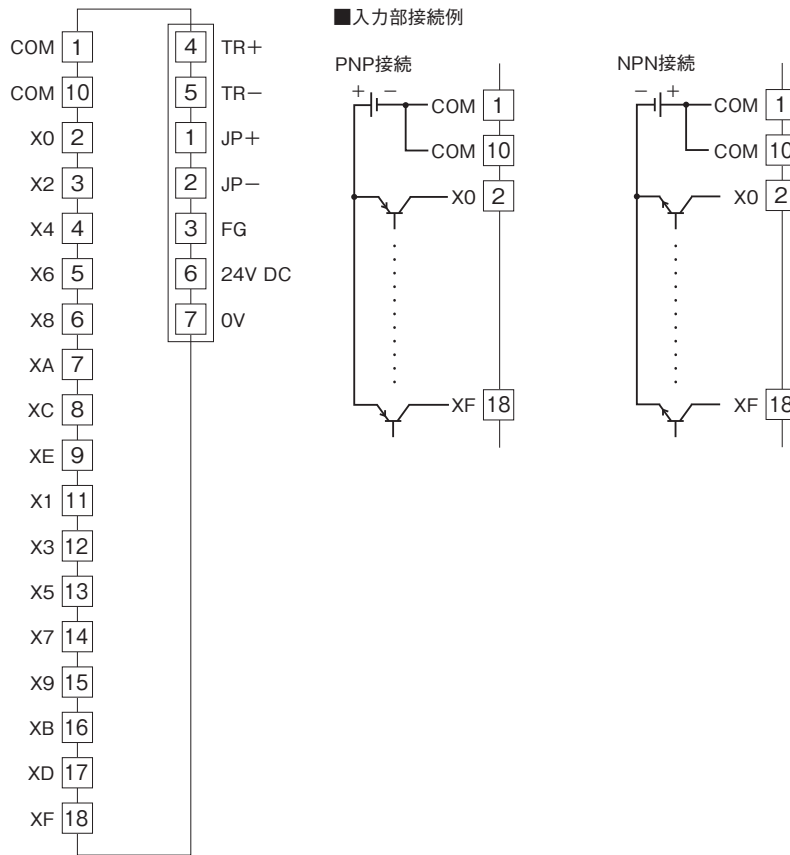 COM 1
COM 10
X0 2
X2 3
X4 4
X6 5
X8 6
XA 7
XC 8
XE 9
X1 11
X3 12
X5 13
X7 14
X9 15
XB 16
XD 17
XF 18
4 TR+
5 TR−
1 JP+
2 JP−
3 FG
6 24V DC
7 0V
■入力部接続例
PNP接続
+ −
COM 1
COM 10
X0 2
XF 18
NPN接続
− +
COM 1
COM 10
X0 2
XF 18